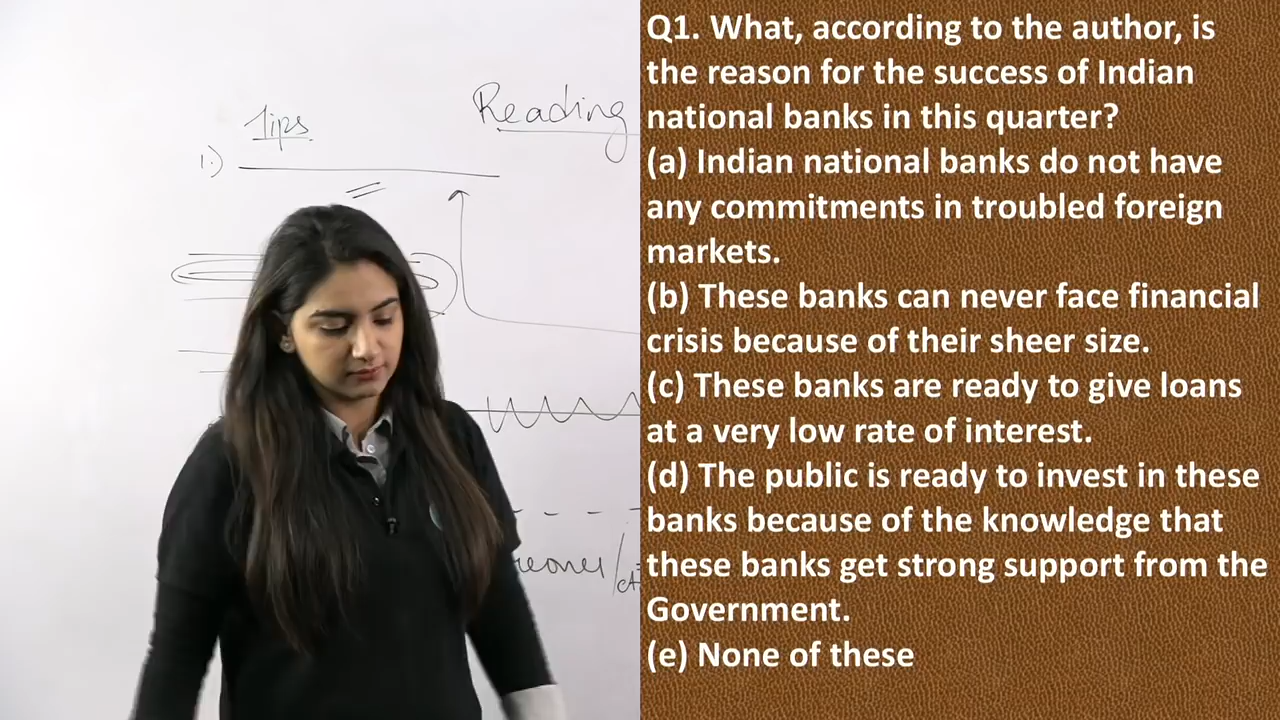 Tips
1.)
Reading
Q1. What, according to the author, is
the reason for the success of Indian
national banks in this quarter?
(a) Indian national banks do not have
any commitments in troubled foreign
markets.
(b) These banks can never face financial
crisis because of their sheer size.
(c) These banks are ready to give loans
at a very low rate of interest.
(d) The public is ready to invest in these
banks because of the knowledge that
these banks get strong support from the
Government.
(e) None of these